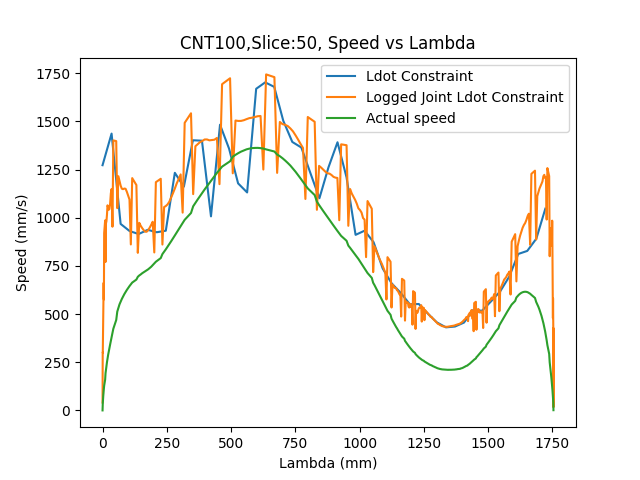 CNT100,Slice:50, Speed vs Lambda
Ldot Constraint
Logged Joint Ldot Constraint
Actual speed
Speed (mm/s)
1750
1500
1250
1000
750
500
250
0
0 250 500 750 1000 1250 1500 1750
Lambda (mm)